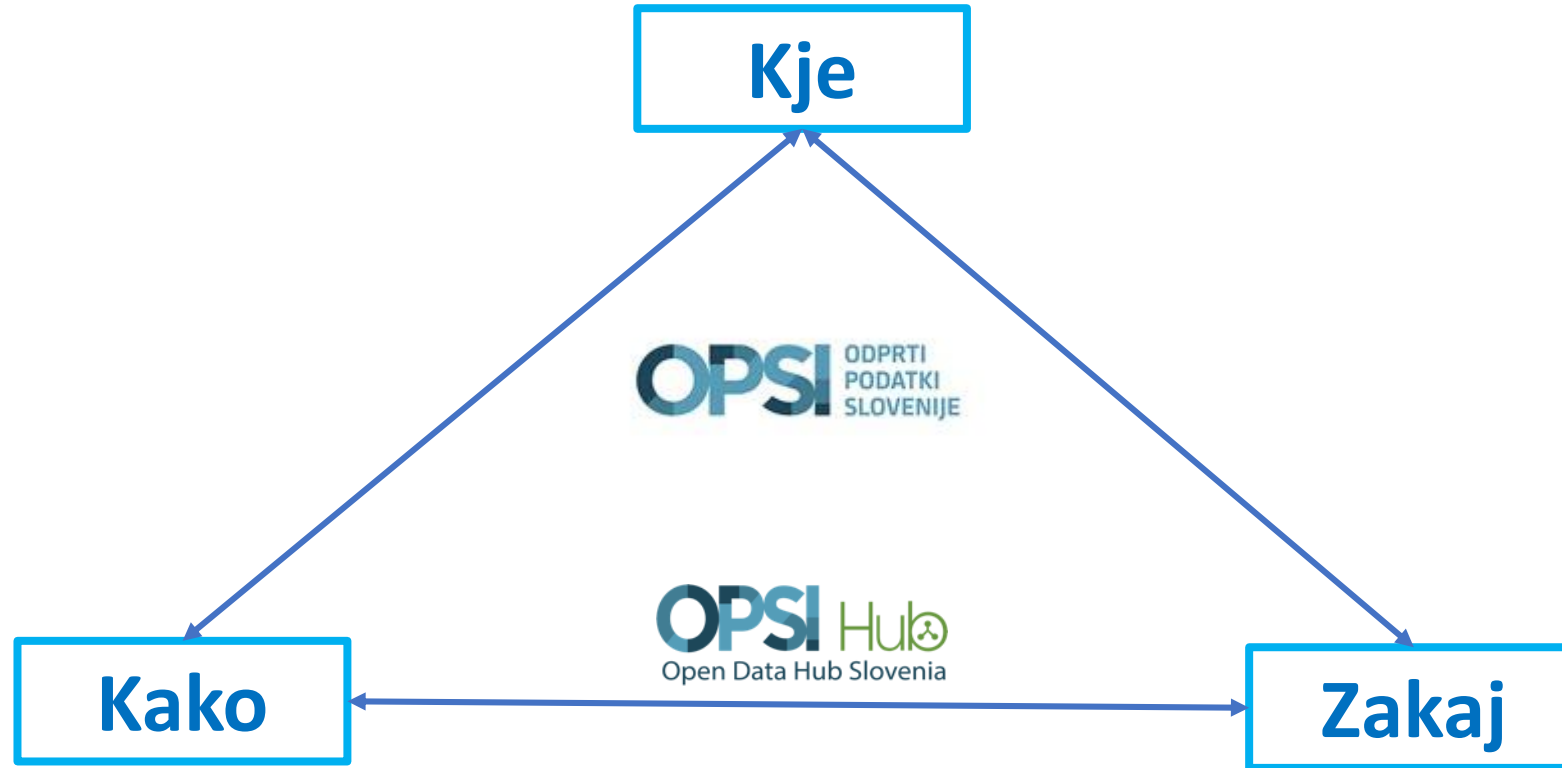 Kje
OPSI ODPRTI
PODATKI
SLOVENIJE
OPSI Hub
Open Data Hub Slovenia
Kako
Zakaj